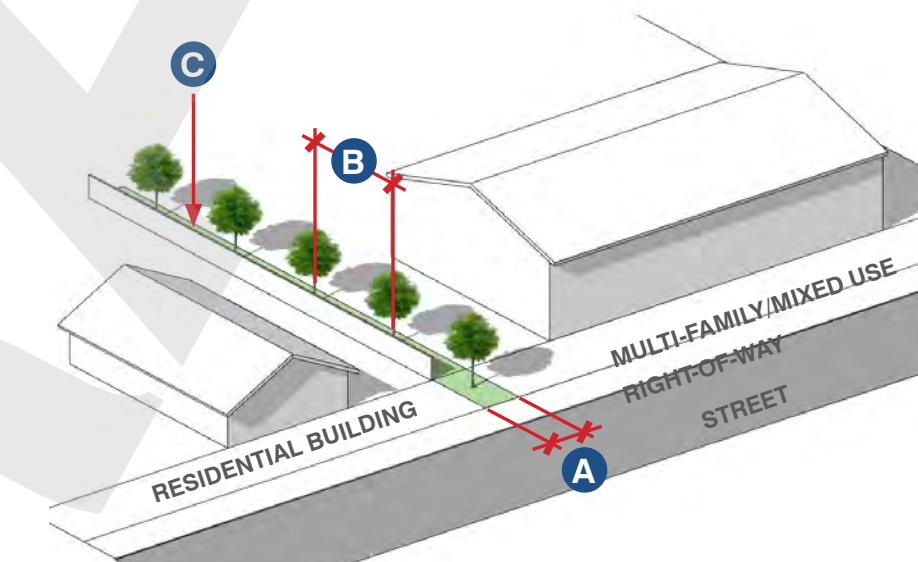 C
B
MULTI-FAMILY/MIXED USE
RIGHT-OF-WAY
STREET
RESIDENTIAL BUILDING
A